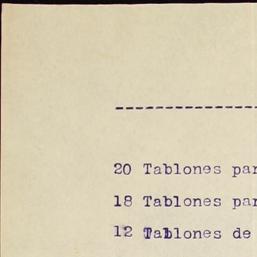 --------------------
20 Tablones par
18 Tablones par
12 Tablones de